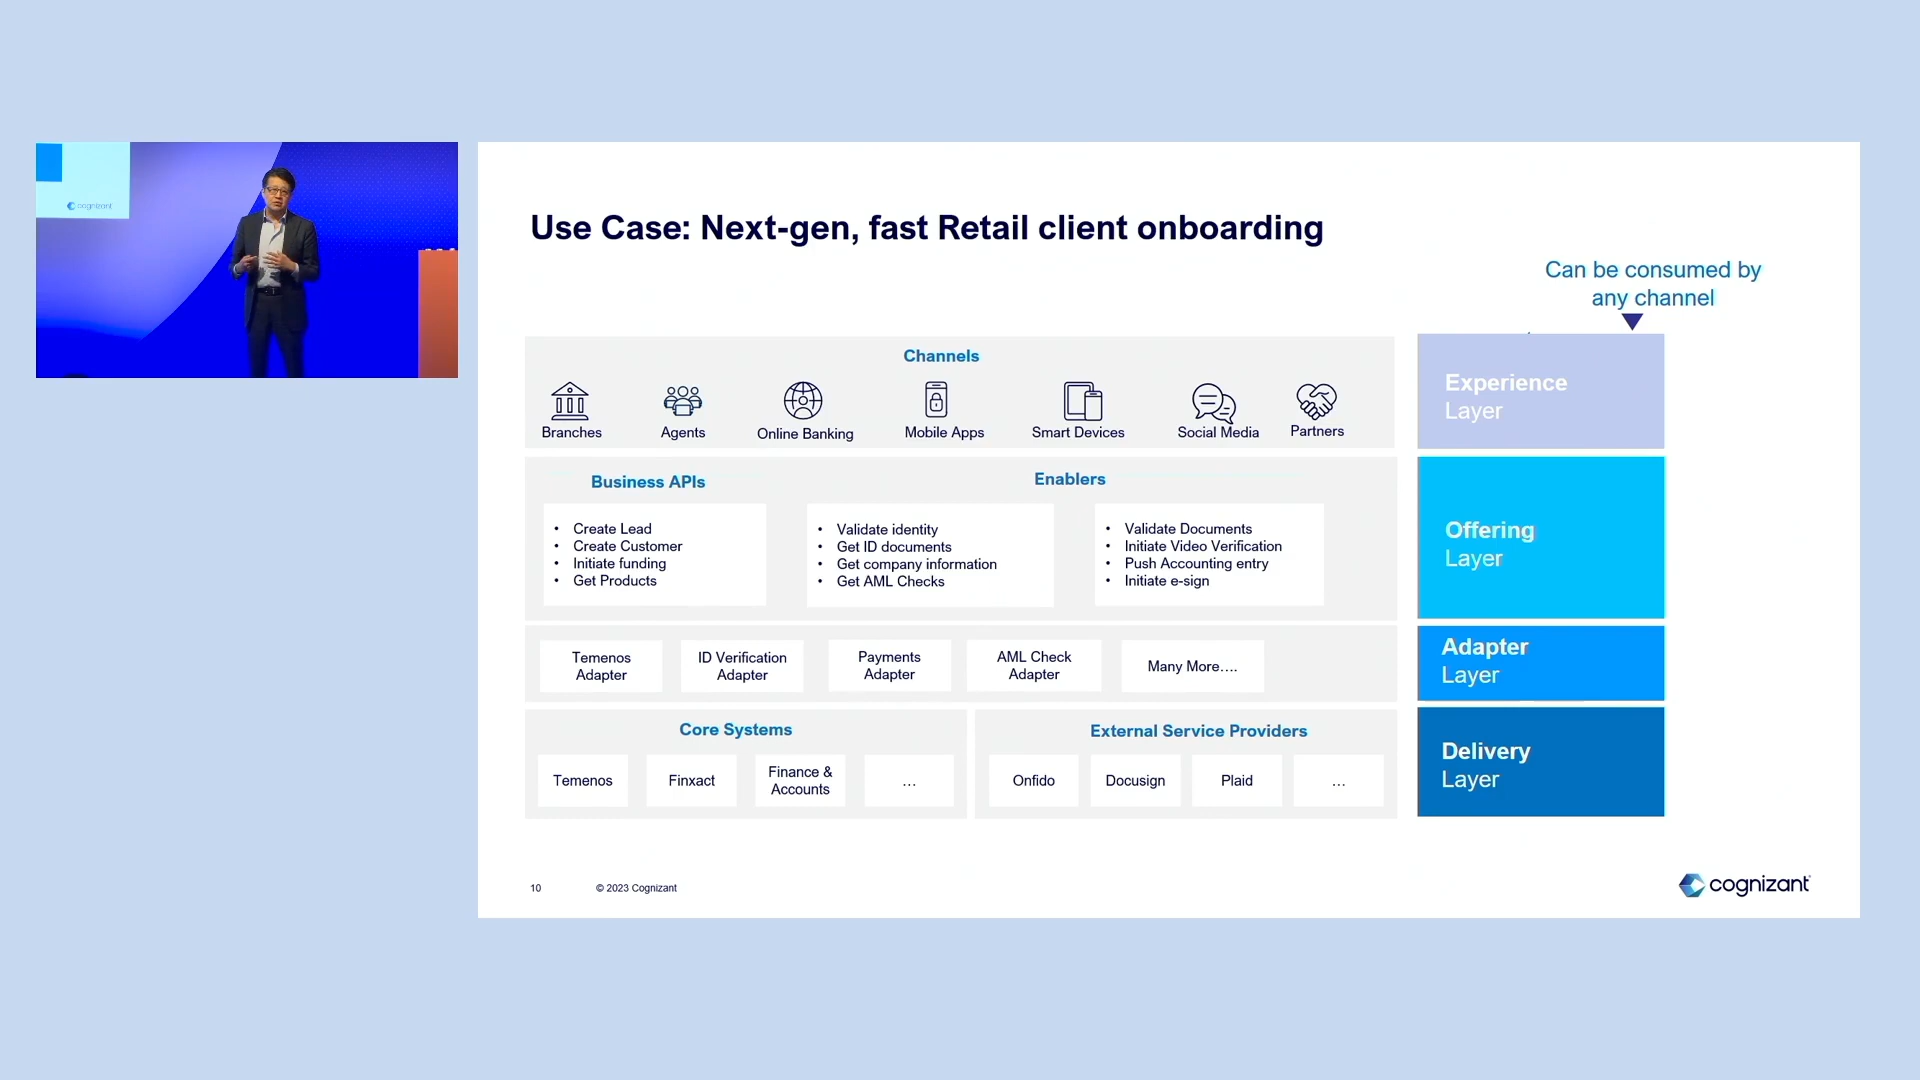 cognizant
Use Case: Next-gen, fast Retail client onboarding
Can be consumed by
any channel
Channels
Branches
Agents
Online Banking
Mobile Apps
Smart Devices
Social Media
Partners
Experience
Layer
Business APIs
• Create Lead
• Create Customer
• Initiate funding
• Get Products
Enablers
• Validate identity
• Get ID documents
• Get company information
• Get AML Checks
• Validate Documents
• Initiate Video Verification
• Push Accounting entry
• Initiate e-sign
Offering
Layer
Temenos
Adapter
ID Verification
Adapter
Payments
Adapter
AML Check
Adapter
Many More....
Adapter
Layer
Core Systems
Temenos
Finxact
Finance &
Accounts
...
External Service Providers
Onfido
Docusign
Plaid
...
Delivery
Layer
10
© 2023 Cognizant
cognizant